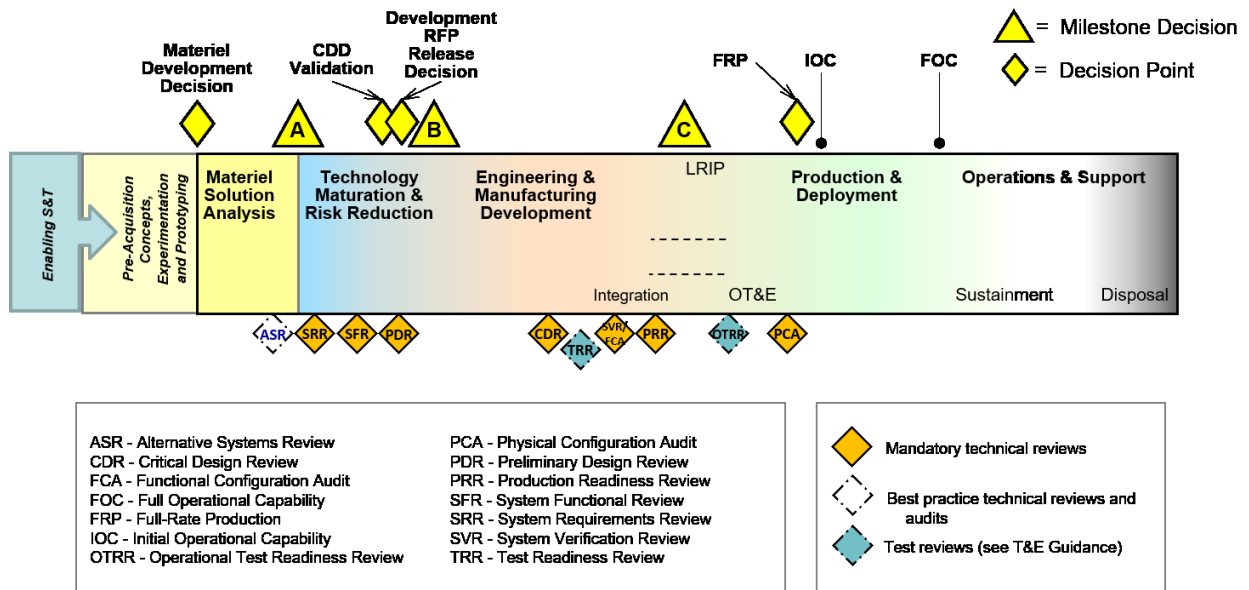 Materiel
Development
Decision
CDD
Validation
Development
RFP
Release
Decision
FRP
IOC
FOC
= Milestone Decision
= Decision Point
A
B
C
Enabling S&T
Pre-Acquisition
Concepts,
Experimentation
and Prototyping
Materiel
Solution
Analysis
Technology
Maturation &
Risk Reduction
Engineering &
Manufacturing
Development
LRIP
Production &
Deployment
Operations & Support
Integration
OT&E
Sustainment
Disposal
ASR
SRR
SFR
PDR
CDR
TRR
SVR/
FCA
PRR
OTRR
PCA
ASR - Alternative Systems Review
CDR - Critical Design Review
FCA - Functional Configuration Audit
FOC - Full Operational Capability
FRP - Full-Rate Production
IOC - Initial Operational Capability
OTRR - Operational Test Readiness Review
PCA - Physical Configuration Audit
PDR - Preliminary Design Review
PRR - Production Readiness Review
SFR - System Functional Review
SRR - System Requirements Review
SVR - System Verification Review
TRR - Test Readiness Review
Mandatory technical reviews
Best practice technical reviews and
audits
Test reviews (see T&E Guidance)